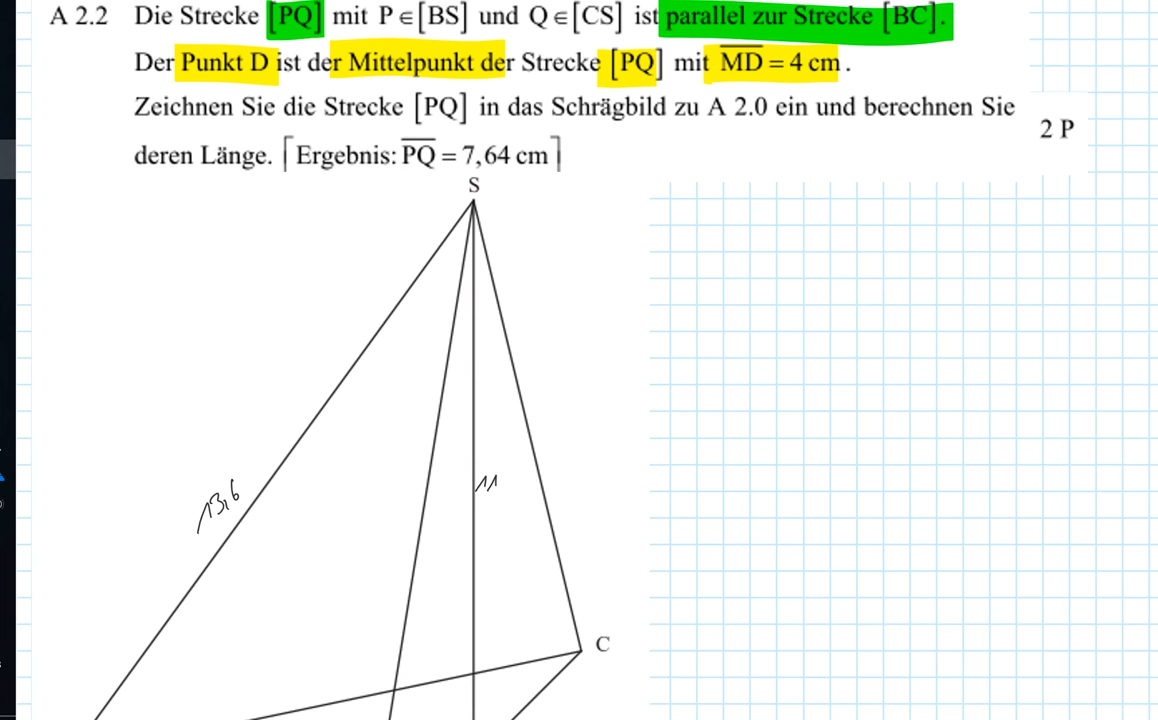 A 2.2 Die Strecke [PQ] mit P∈[BS] und Q∈[CS] ist parallel zur Strecke [BC].
Der Punkt D ist der Mittelpunkt der Strecke [PQ] mit M̅D̅ = 4 cm.
Zeichnen Sie die Strecke [PQ] in das Schrägbild zu A 2.0 ein und berechnen Sie
2 P
deren Länge. ⌈Ergebnis: P̅Q̅ = 7,64 cm⌉
S
11
13,6
C